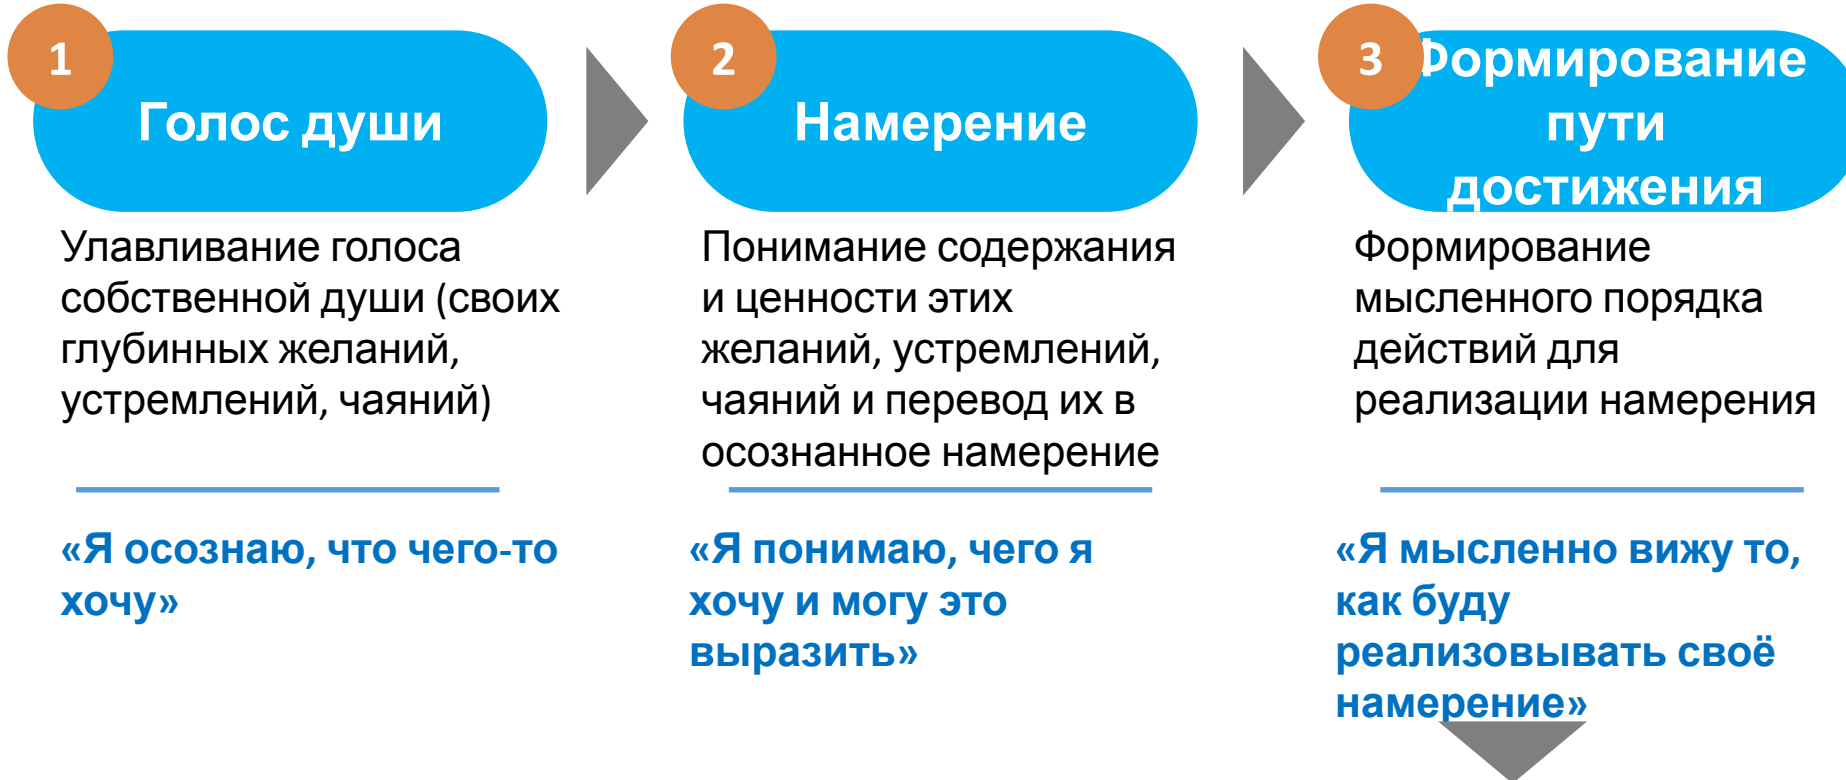 1
Голос души
Улавливание голоса
собственной души (своих
глубинных желаний,
устремлений, чаяний)
«Я осознаю, что чего-то
хочу»
2
Намерение
Понимание содержания
и ценности этих
желаний, устремлений,
чаяний и перевод их в
осознанное намерение
«Я понимаю, чего я
хочу и могу это
выразить»
3
Формирование
пути
достижения
Формирование
мысленного порядка
действий для
реализации намерения
«Я мысленно вижу то,
как буду
реализовывать своё
намерение»